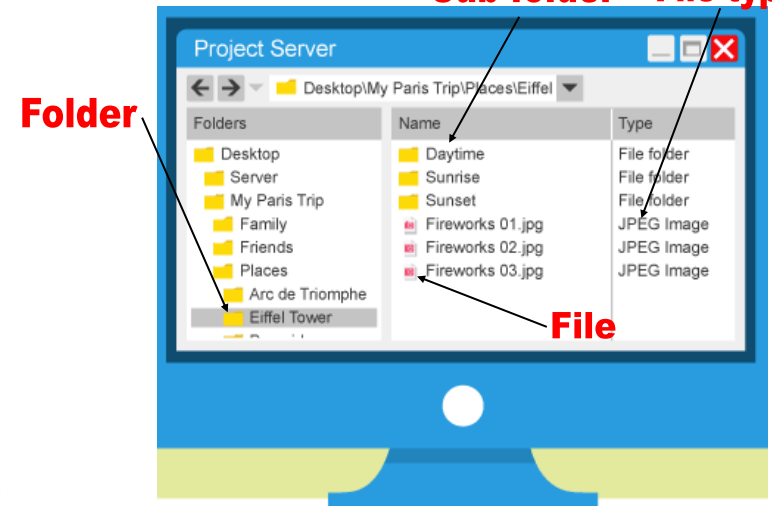 Project Server
Desktop\My Paris Trip\Places\Eiffel
Folder
Folders
Name
Type
Desktop
Daytime
File folder
Server
Sunrise
File folder
My Paris Trip
Sunset
File folder
Family
Fireworks 01.jpg
JPEG Image
Friends
Fireworks 02.jpg
JPEG Image
Places
Fireworks 03.jpg
JPEG Image
Arc de Triomphe
Eiffel Tower
File